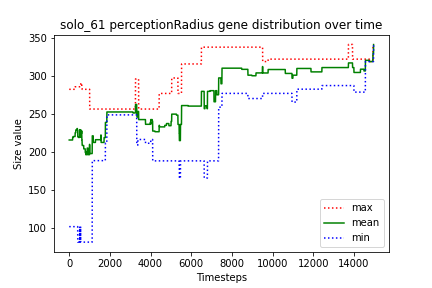 solo_61 perceptionRadius gene distribution over time
350
300
250
200
150
100
Size value
0 2000 4000 6000 8000 10000 12000 14000
Timesteps
max
mean
min